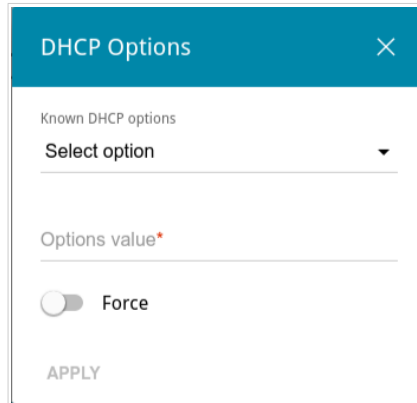 DHCP Options
Known DHCP options
Select option
Options value*
Force
APPLY